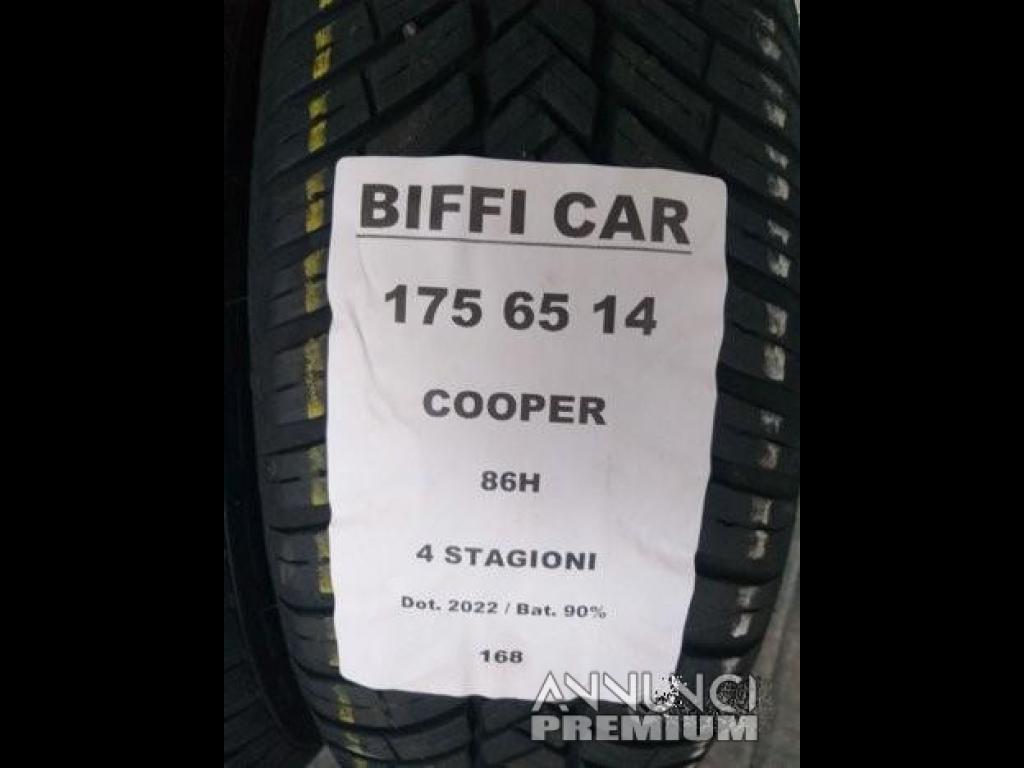 BIFFI CAR
175 65 14
COOPER
86H
4 STAGIONI
Dot. 2022 / Bat. 90%
168
ANNUNCI
PREMIUM